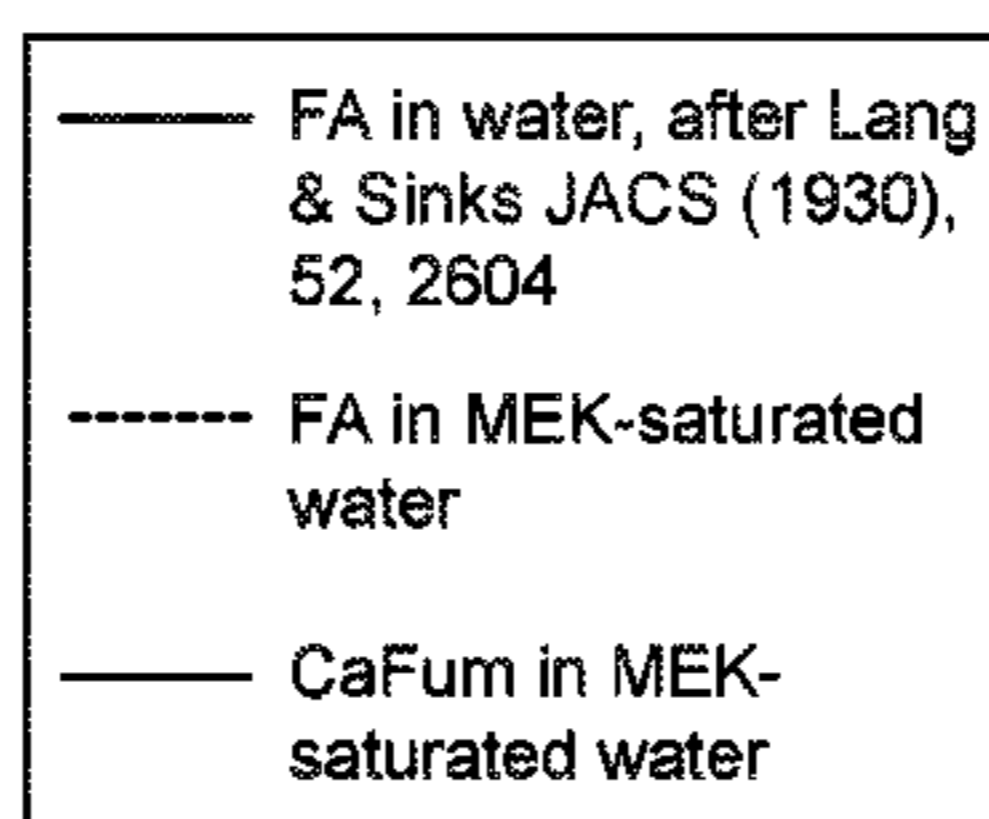 FA in water, after Lang
& Sinks JACS (1930),
52, 2604
FA in MEK-saturated
water
CaFum in MEK-
saturated water